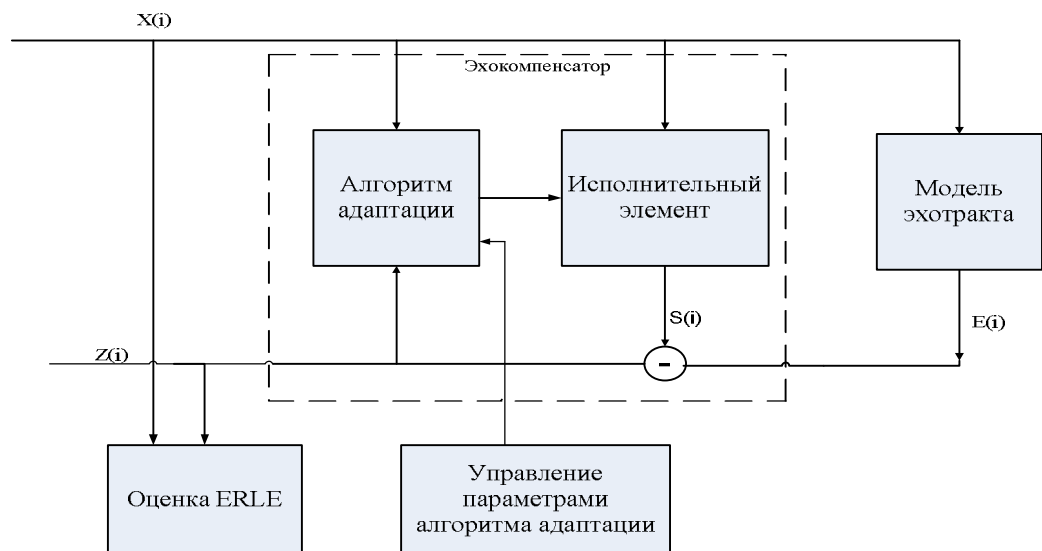 X(i)
Эхокомпенсатор
Алгоритм
адаптации
Исполнительный
элемент
Модель
эхотракта
S(i)
E(i)
Z(i)
-
Оценка ERLE
Управление
параметрами
алгоритма адаптации